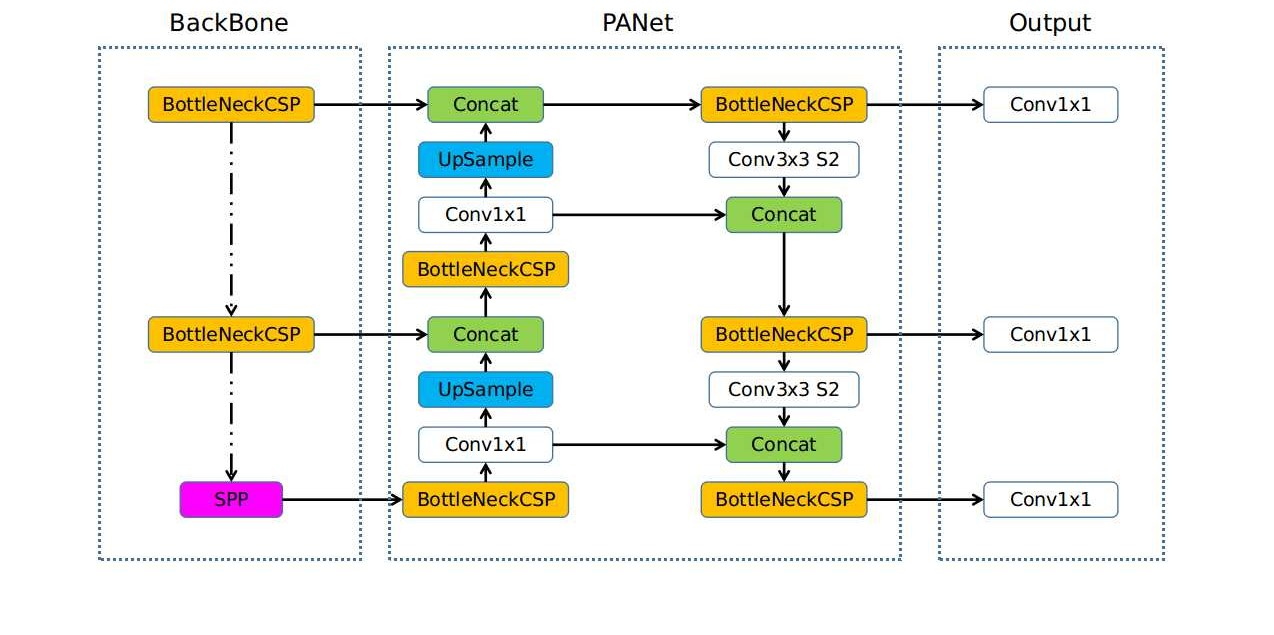 BackBone
PANet
Output
BottleNeckCSP
Concat
BottleNeckCSP
Conv1x1
UpSample
Conv3x3 S2
Conv1x1
Concat
BottleNeckCSP
BottleNeckCSP
Concat
BottleNeckCSP
Conv1x1
UpSample
Conv3x3 S2
Conv1x1
Concat
SPP
BottleNeckCSP
BottleNeckCSP
Conv1x1